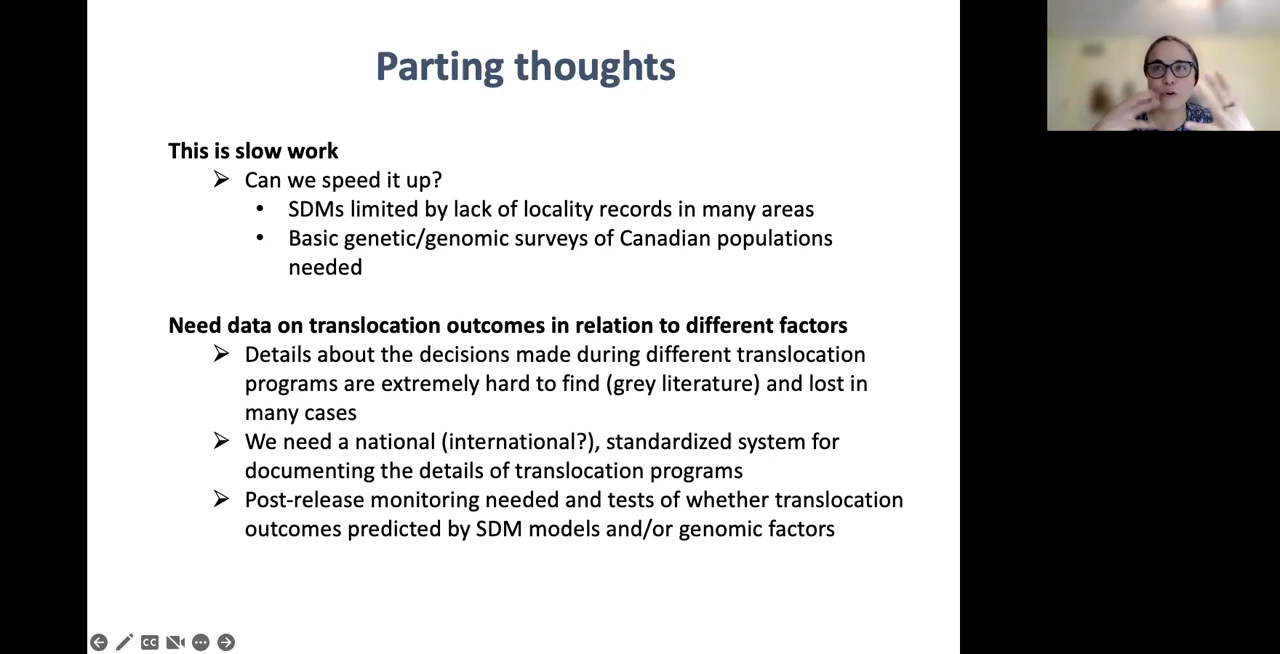 Parting thoughts
This is slow work
➢ Can we speed it up?
• SDMs limited by lack of locality records in many areas
• Basic genetic/genomic surveys of Canadian populations
needed
Need data on translocation outcomes in relation to different factors
➢ Details about the decisions made during different translocation
programs are extremely hard to find (grey literature) and lost in
many cases
➢ We need a national (international?), standardized system for
documenting the details of translocation programs
➢ Post-release monitoring needed and tests of whether translocation
outcomes predicted by SDM models and/or genomic factors
CC